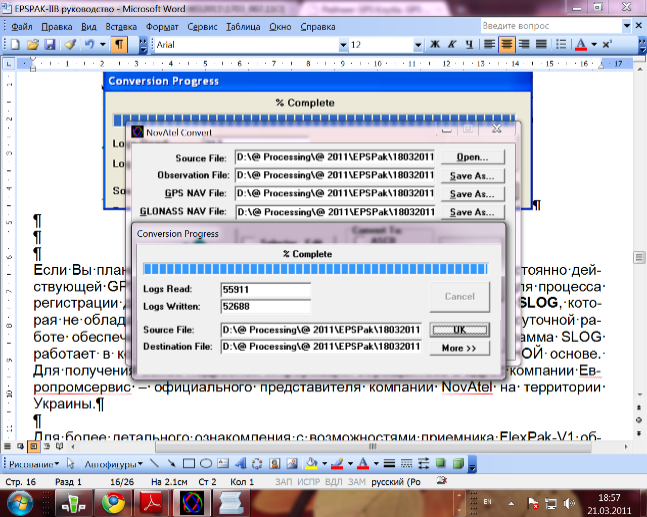 EPSPAK-IIB руководство - Microsoft Word
Файл Правка Вид Вставка Формат Сервис Таблица Окно Справка Введите вопрос
Arial 12 Ж К Ч
Conversion Progress
% Complete
NovAtel Convert
Source File: D:\@ Processing\@ 2011\EPSPak\18032011 Open...
Observation File: D:\@ Processing\@ 2011\EPSPak\18032011 Save As...
GPS NAV File: D:\@ Processing\@ 2011\EPSPak\18032011 Save As...
GLONASS NAV File: D:\@ Processing\@ 2011\EPSPak\18032011 Save As...
Convert To:
Conversion Progress
% Complete
Logs Read: 55911 Cancel
Logs Written: 52688
Source File: D:\@ Processing\@ 2011\EPSPak\18032011 OK
Destination File: D:\@ Processing\@ 2011\EPSPak\18032011 More >>
¶
¶
¶
Если Вы план стоянно дей-
ствующей GP ля процесса
регистрации д SLOG, кото-
рая не облад уточной ра-
боте обеспеч амма SLOG
работает в к ОЙ основе.
Для получения компании Ев-
ропромсервис – официального представителя компании NovAtel на территории
Украины.¶
¶
Для более детального ознакомления с возможностями приемника FlexPak-V1 об-
Рисование Автофигуры
Стр. 16 Разд 1 16/26 На 2.1см Ст 2 Кол 1 ЗАП ИСПР ВДЛ ЗАМ русский (Ро
EN 18:57
21.03.2011